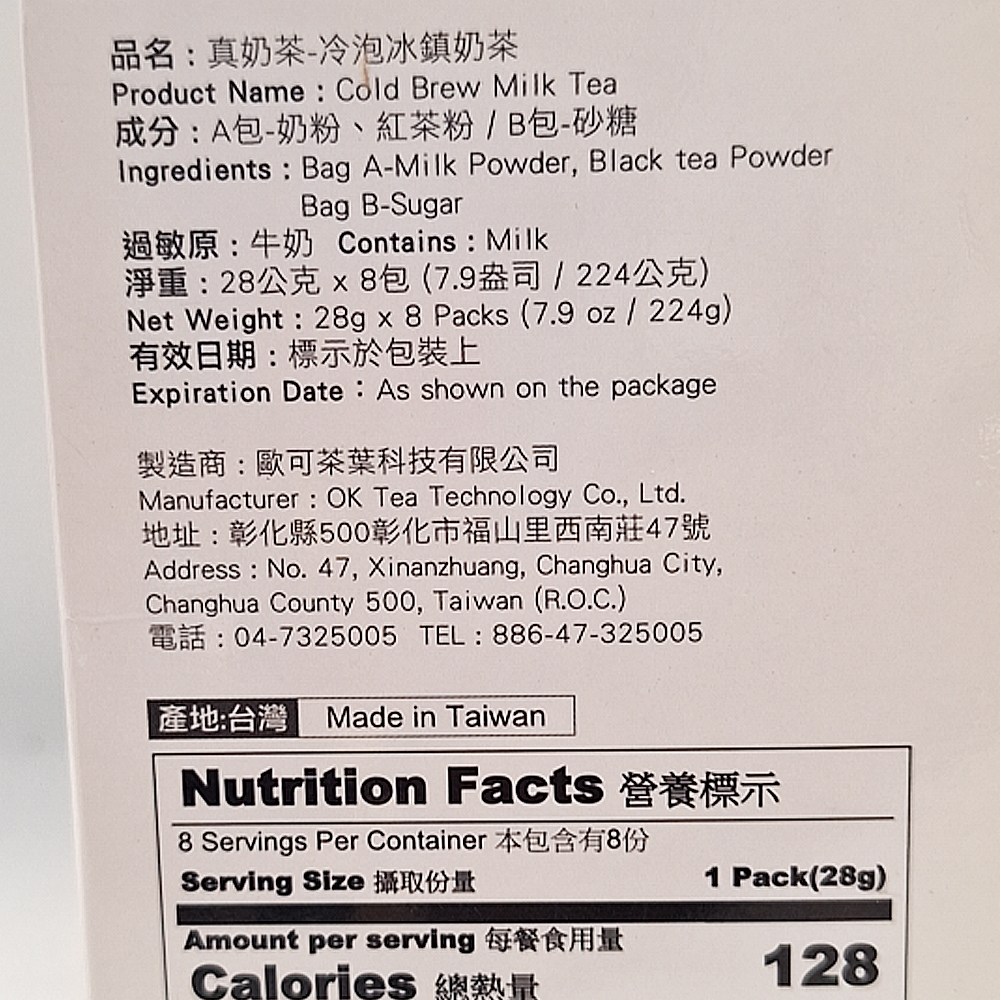 品名：真奶茶-冷泡冰鎮奶茶
Product Name : Cold Brew Milk Tea
成分：A包-奶粉、紅茶粉 / B包-砂糖
Ingredients : Bag A-Milk Powder, Black tea Powder
Bag B-Sugar
過敏原：牛奶 Contains : Milk
淨重：28公克 x 8包 (7.9盎司 / 224公克)
Net Weight : 28g x 8 Packs (7.9 oz / 224g)
有效日期：標示於包裝上
Expiration Date：As shown on the package
製造商：歐可茶葉科技有限公司
Manufacturer : OK Tea Technology Co., Ltd.
地址：彰化縣500彰化市福山里西南莊47號
Address : No. 47, Xinanzhuang, Changhua City,
Changhua County 500, Taiwan (R.O.C.)
電話：04-7325005 TEL : 886-47-325005
產地:台灣 Made in Taiwan
Nutrition Facts 營養標示
8 Servings Per Container 本包含有8份
Serving Size 攝取份量 1 Pack(28g)
Amount per serving 每餐食用量
Calories 總熱量 128